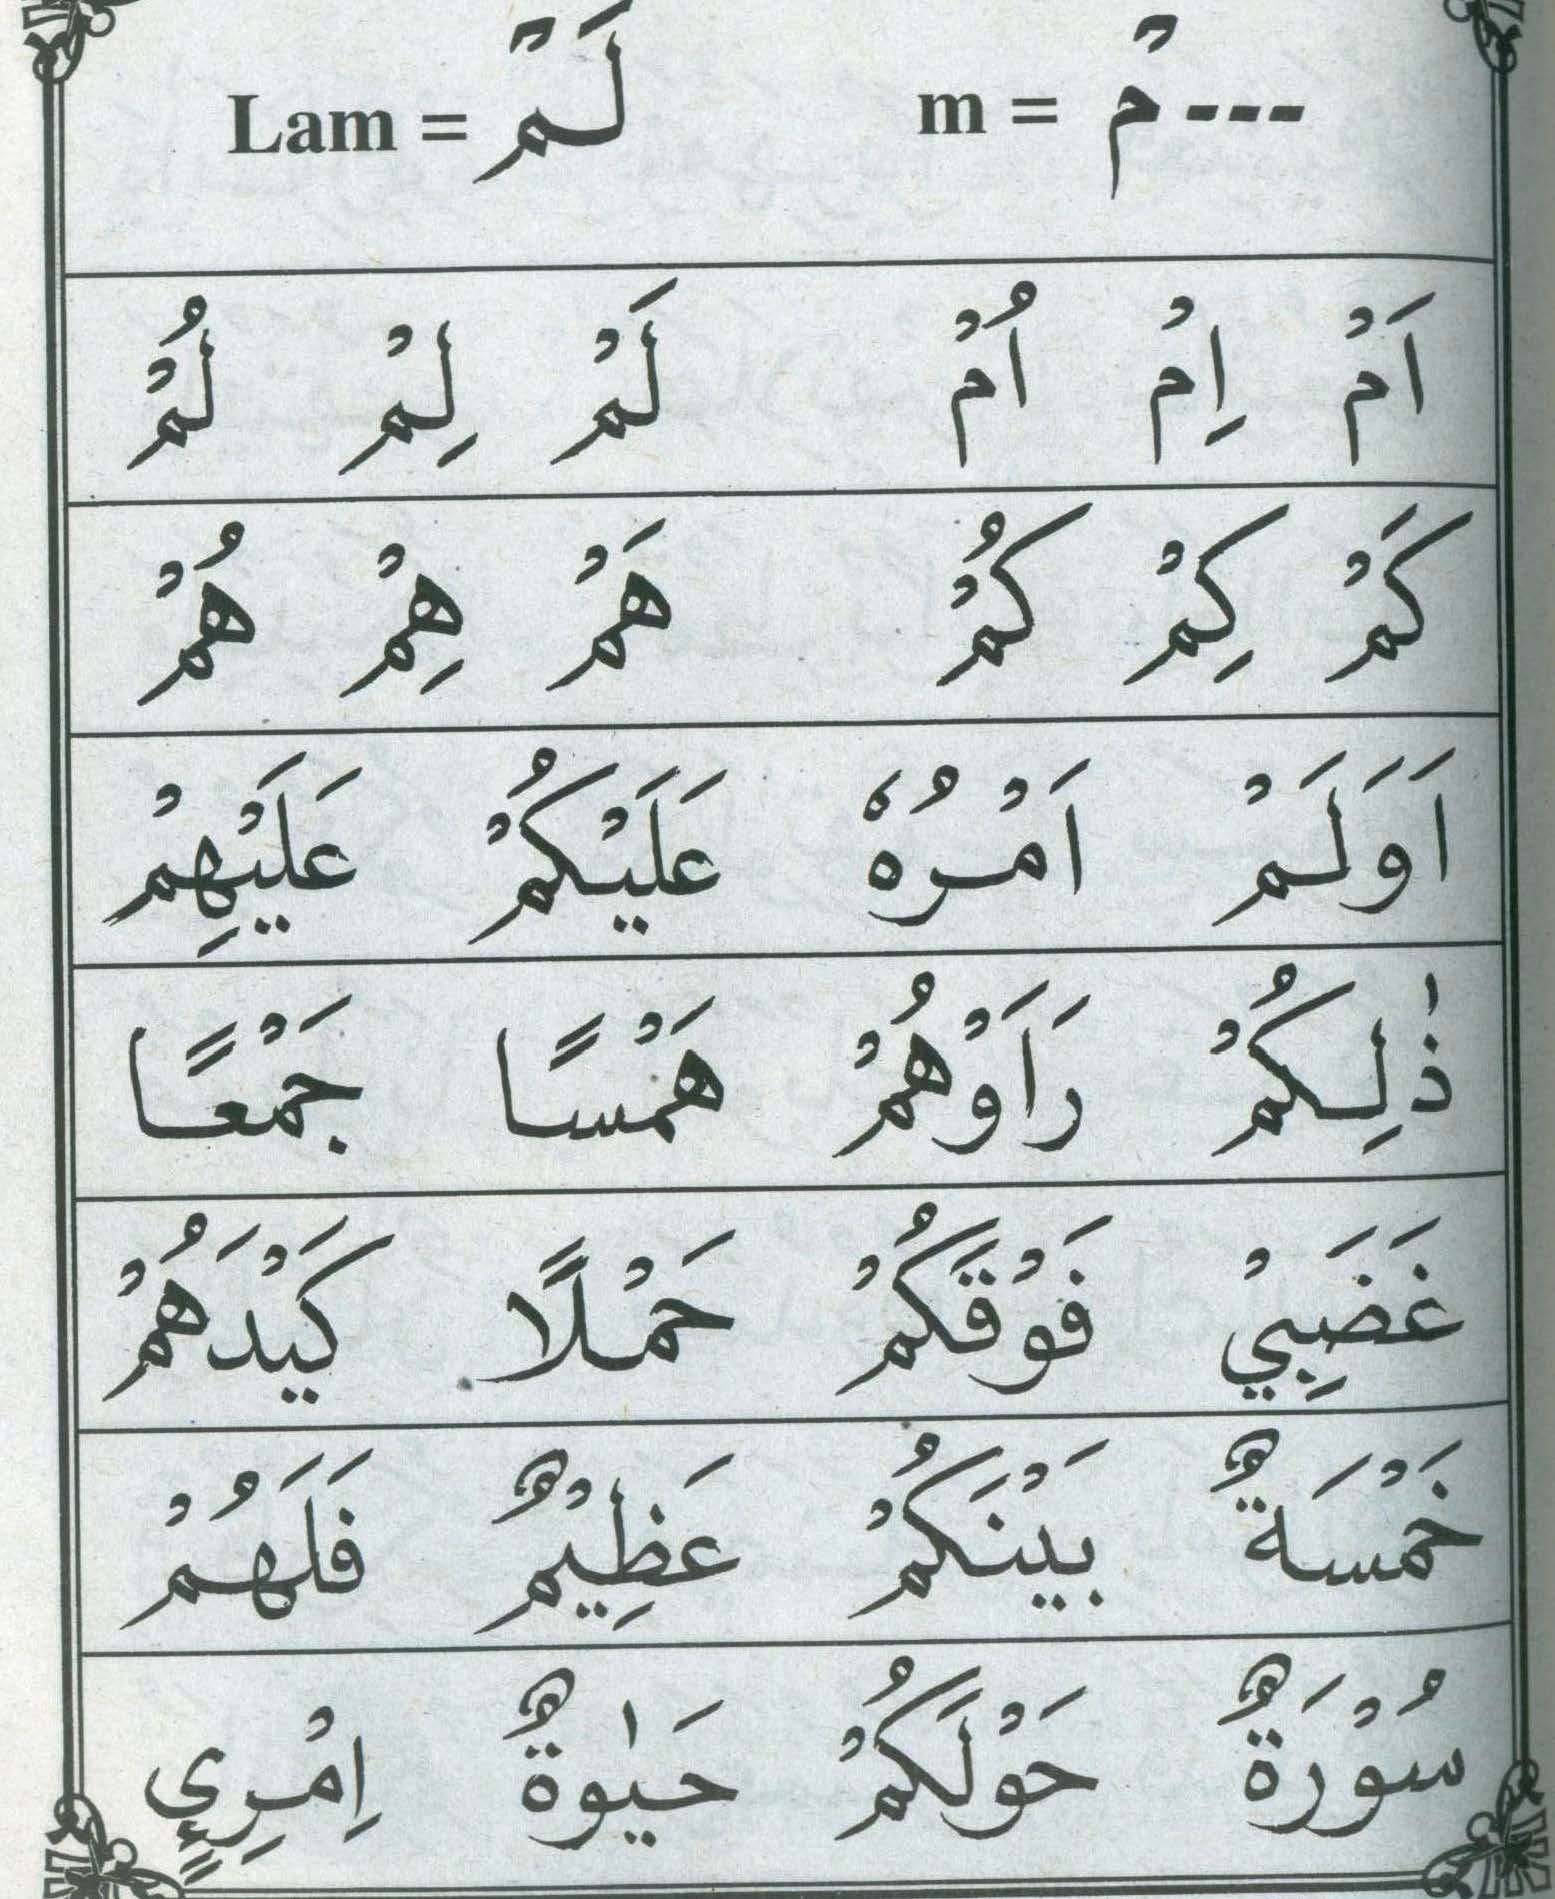 ---مْ = m لَمْ = Lam
اَمْ اِمْ اُمْ لَمْ لِمْ لُمْ
كَمْ كِمْ كُمْ هَمْ هِمْ هُمْ
اَوَلَمْ اَمْرُهٗ عَلَيْكُمْ عَلَيْهِمْ
ذٰلِكُمْ رَاَوْهُمْ هَمْسًا جَمْعًا
غَضَبِيْ فَوْقَكُمْ حَمْلًا كَيْدَهُمْ
خَمْسَةٌ بَيْنَكُمْ عَظِيْمٌ فَلَهُمْ
سُوْرَةٌ حَوْلَكُمْ حَيٰوةٌ اِمْرِئٍ